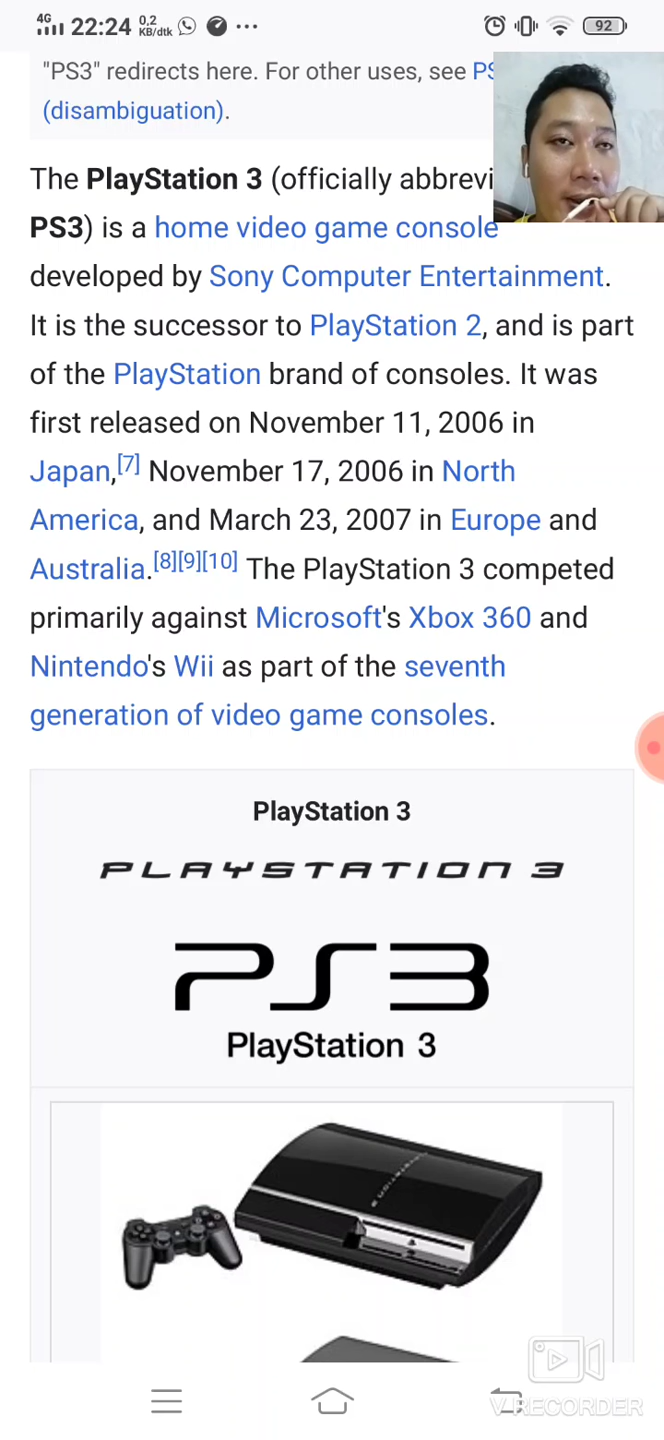 4G 22:24 0,2 KB/dtk 92
"PS3" redirects here. For other uses, see
(disambiguation).
The PlayStation 3 (officially
PS3) is a home video game console
developed by Sony Computer Entertainment.
It is the successor to PlayStation 2, and is part
of the PlayStation brand of consoles. It was
first released on November 11, 2006 in
Japan,[7] November 17, 2006 in North
America, and March 23, 2007 in Europe and
Australia.[8][9][10] The PlayStation 3 competed
primarily against Microsoft's Xbox 360 and
Nintendo's Wii as part of the seventh
generation of video game consoles.
PlayStation 3
PLAYSTATION 3
PS3
PlayStation 3
V RECORDER